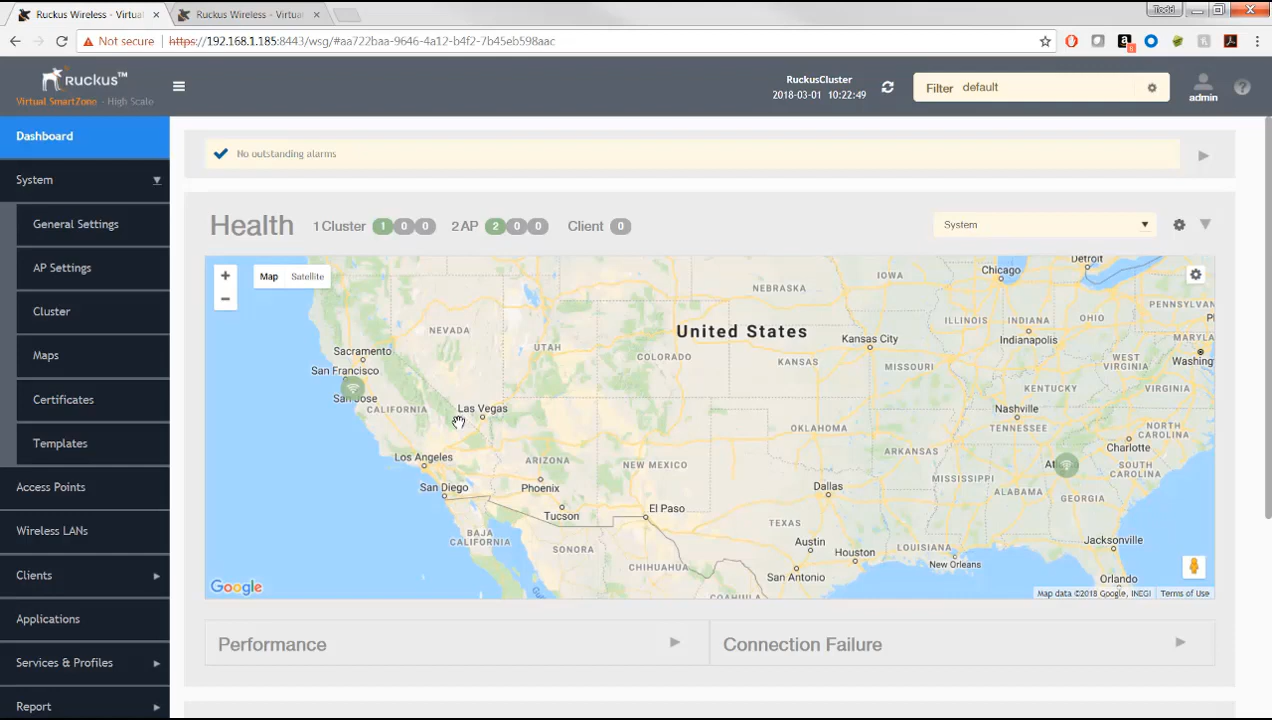 Ruckus Wireless - Virtual
Ruckus Wireless - Virtua
Todd
Not secure
https://192.168.1.185:8443/wsg/#aa722baa-9646-4a12-b4f2-7b45eb598aac
Ruckus™
Virtual SmartZone - High Scale
RuckusCluster
2018-03-01 10:22:49
Filter default
admin
Dashboard
System
General Settings
AP Settings
Cluster
Maps
Certificates
Templates
Access Points
Wireless LANs
Clients
Applications
Services & Profiles
Report
No outstanding alarms
Health
1 Cluster 1 0 0
2 AP 2 0 0
Client 0
System
Map Satellite
Chicago
Detroit
IOWA
NEBRASKA
PENNSYLVAN
ILLINOIS
INDIANA
OHIO
NEVADA
United States
Indianapolis
MARYLA
Sacramento
UTAH
COLORADO
Kansas City
KANSAS
MISSOURI
WEST
VIRGINIA
Washing
San Francisco
San Jose
CALIFORNIA
KENTUCKY
VIRGINIA
Las Vegas
Nashville
TENNESSEE
OKLAHOMA
NORTH
CAROLINA
Los Angeles
ARIZONA
NEW MEXICO
ARKANSAS
Charlotte
SOUTH
CAROLINA
San Diego
Phoenix
Dallas
MISSISSIPPI
ALABAMA
GEORGIA
Tucson
El Paso
TEXAS
BAJA
CALIFORNIA
SONORA
CHIHUAHUA
Austin
Houston
LOUISIANA
Jacksonville
San Antonio
New Orleans
Orlando
COAHUILA
Google
Map data ©2018 Google, INEGI
Terms of Use
Performance
Connection Failure